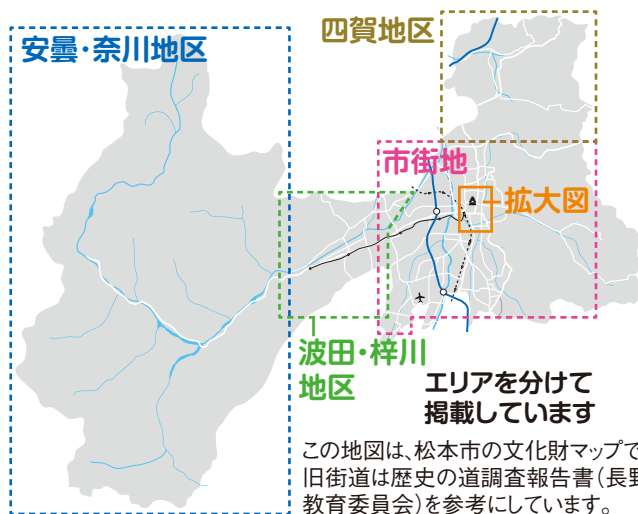 四賀地区
安曇・奈川地区
市街地
拡大図
波田・梓川
地区
エリアを分けて
掲載しています
この地図は、松本市の文化財マップで
旧街道は歴史の道調査報告書(長野
教育委員会)を参考にしています。